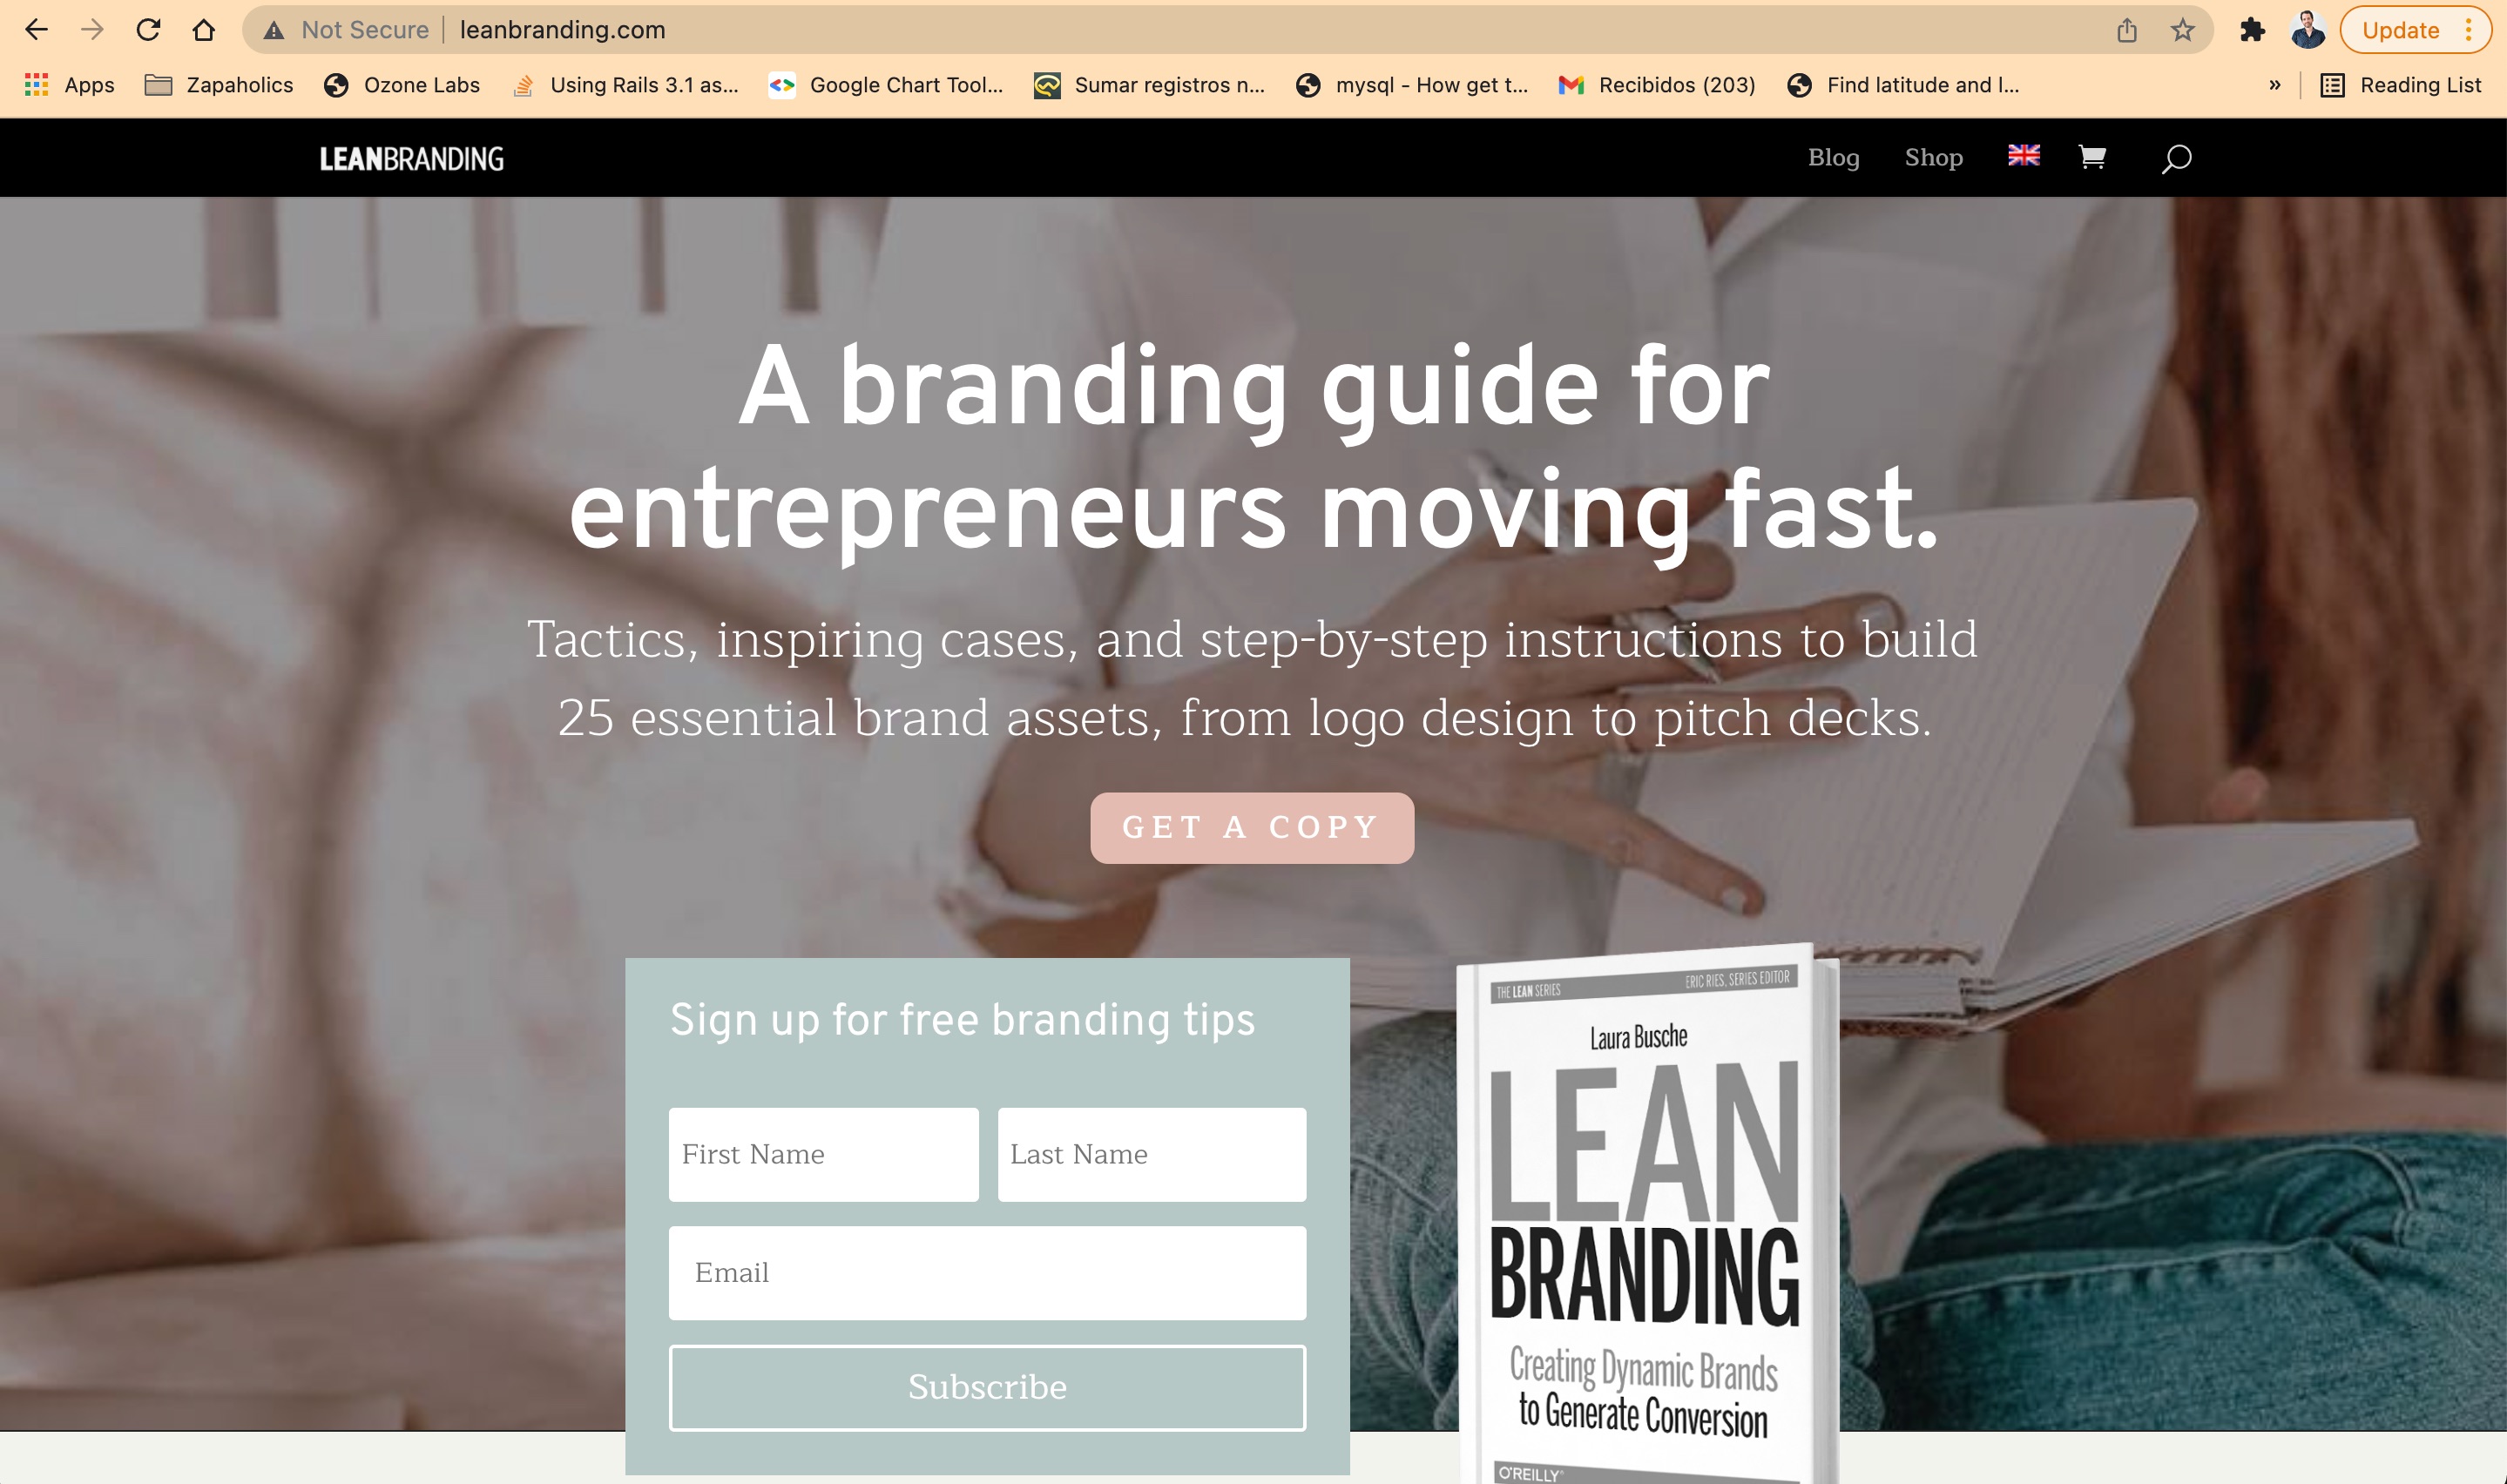 Not Secure
leanbranding.com
Update
Apps
Zapaholics
Ozone Labs
Using Rails 3.1 as...
Google Chart Tool...
Sumar registros n...
mysql - How get t...
Recibidos (203)
Find latitude and l...
»
Reading List
LEANBRANDING
Blog
Shop
A branding guide for
entrepreneurs moving fast.
Tactics, inspiring cases, and step-by-step instructions to build
25 essential brand assets, from logo design to pitch decks.
GET A COPY
Sign up for free branding tips
First Name
Last Name
Email
Subscribe
THE LEAN SERIES
ERIC RIES, SERIES EDITOR
Laura Busche
LEAN
BRANDING
Creating Dynamic Brands
to Generate Conversion
O'REILLY®